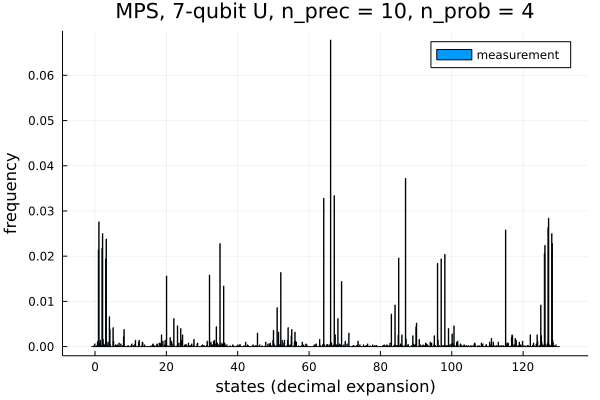 MPS, 7-qubit U, n_prec = 10, n_prob = 4
measurement
frequency
0.06
0.05
0.04
0.03
0.02
0.01
0.00
0 20 40 60 80 100 120
states (decimal expansion)